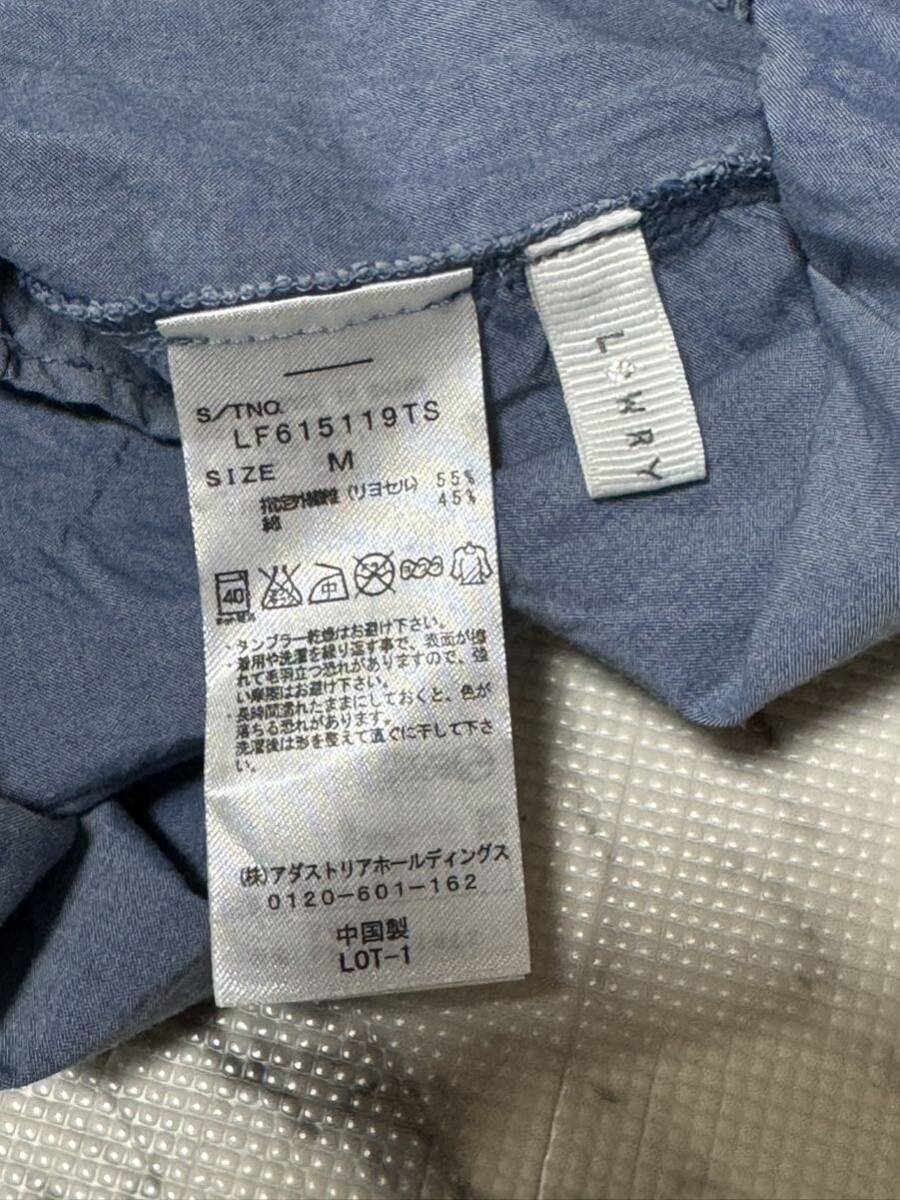 S/TNO.
LF615119TS
SIZE M
指定外繊維 (リヨセル) 55%
綿 45%
40
中
・タンブラー乾燥はお避け下さい。
・着用や洗濯を繰り返す事で、表面が擦
れて毛羽立つ恐れがありますので、強
い摩擦はお避け下さい。
・長時間濡れたままにしておくと、色が
落ちる恐れがあります。
洗濯後は形を整えて直ぐに干して下さ
い。
(株)アダストリアホールディングス
0120-601-162
中国製
LOT-1
LOWRY